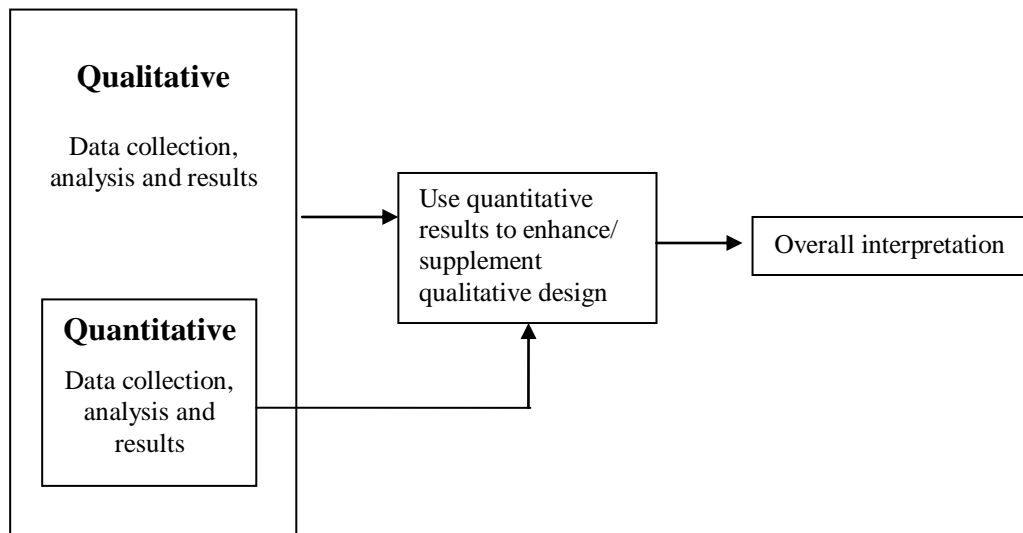 Qualitative
Data collection,
analysis and results
Quantitative
Data collection,
analysis and
results
Use quantitative
results to enhance/
supplement
qualitative design
Overall interpretation